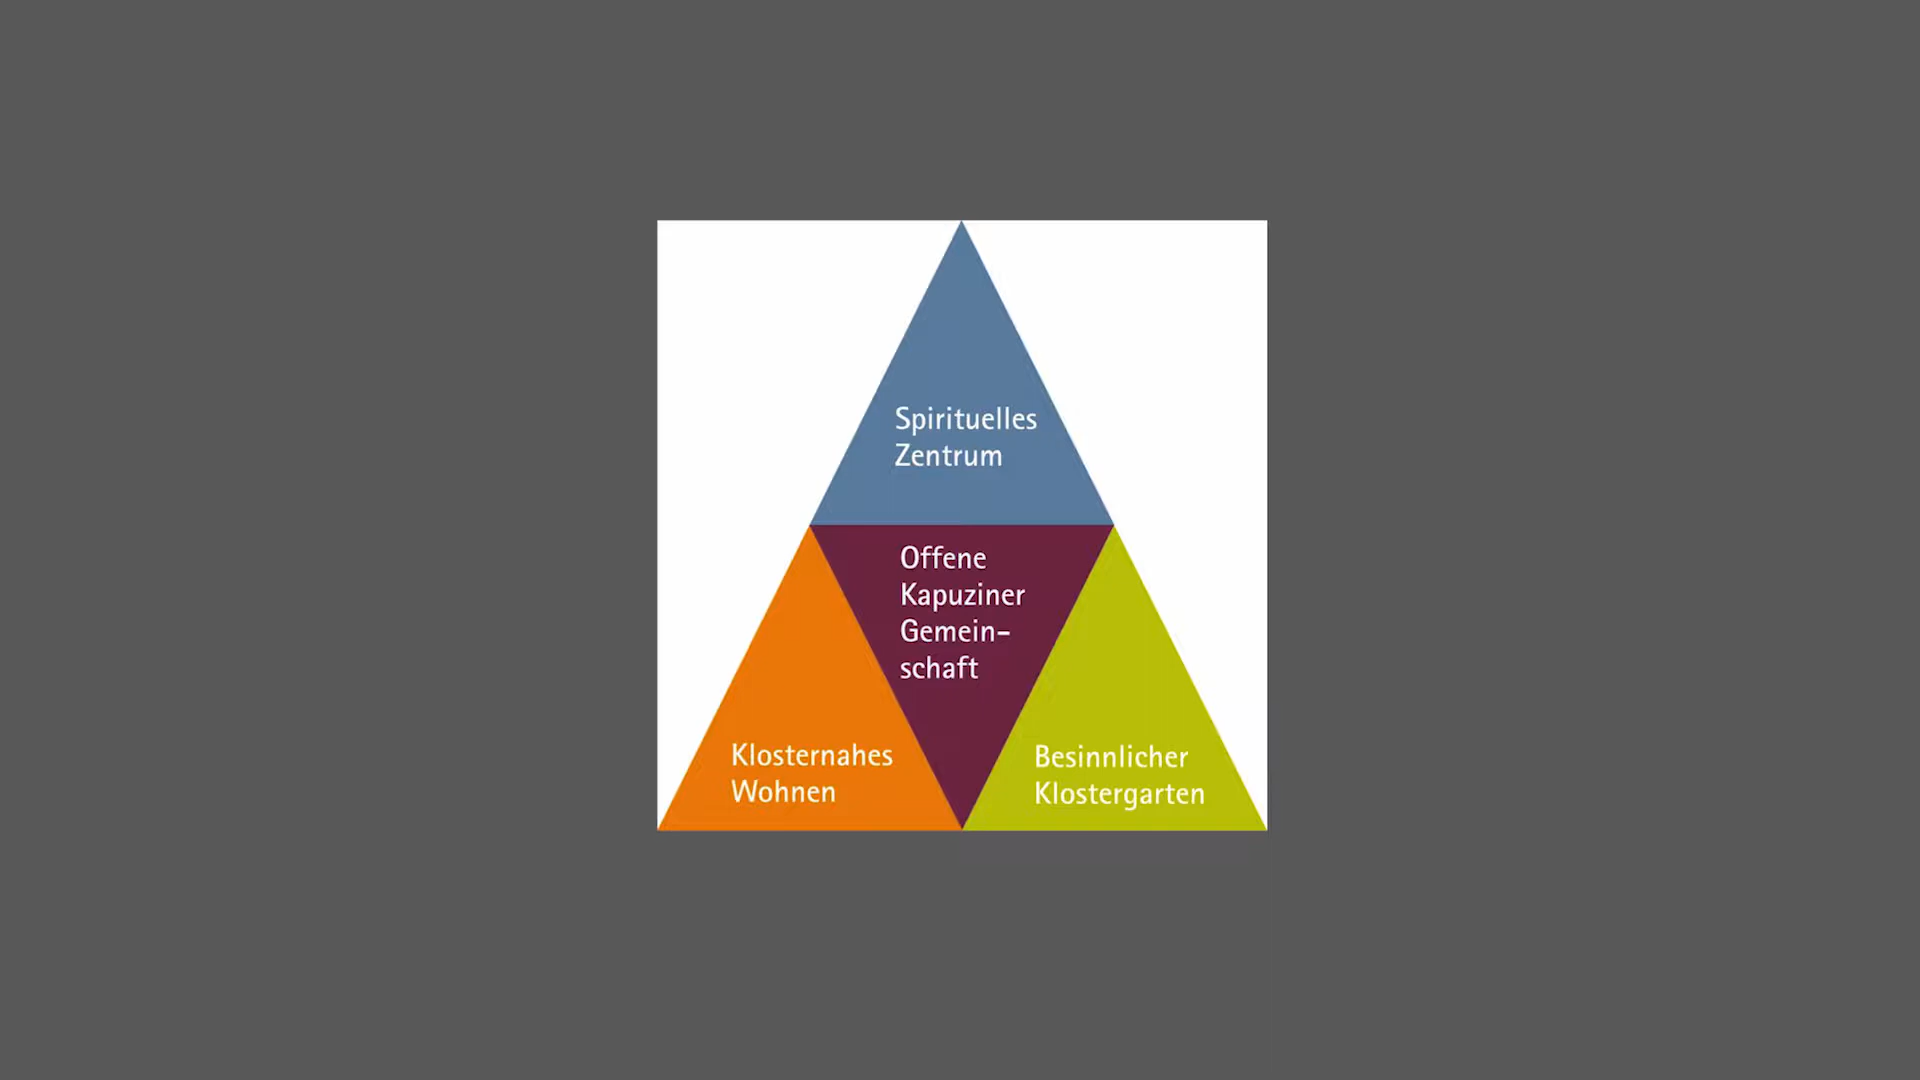 Spirituelles
Zentrum
Offene
Kapuziner
Gemein-
schaft
Klosternahes
Wohnen
Besinnlicher
Klostergarten